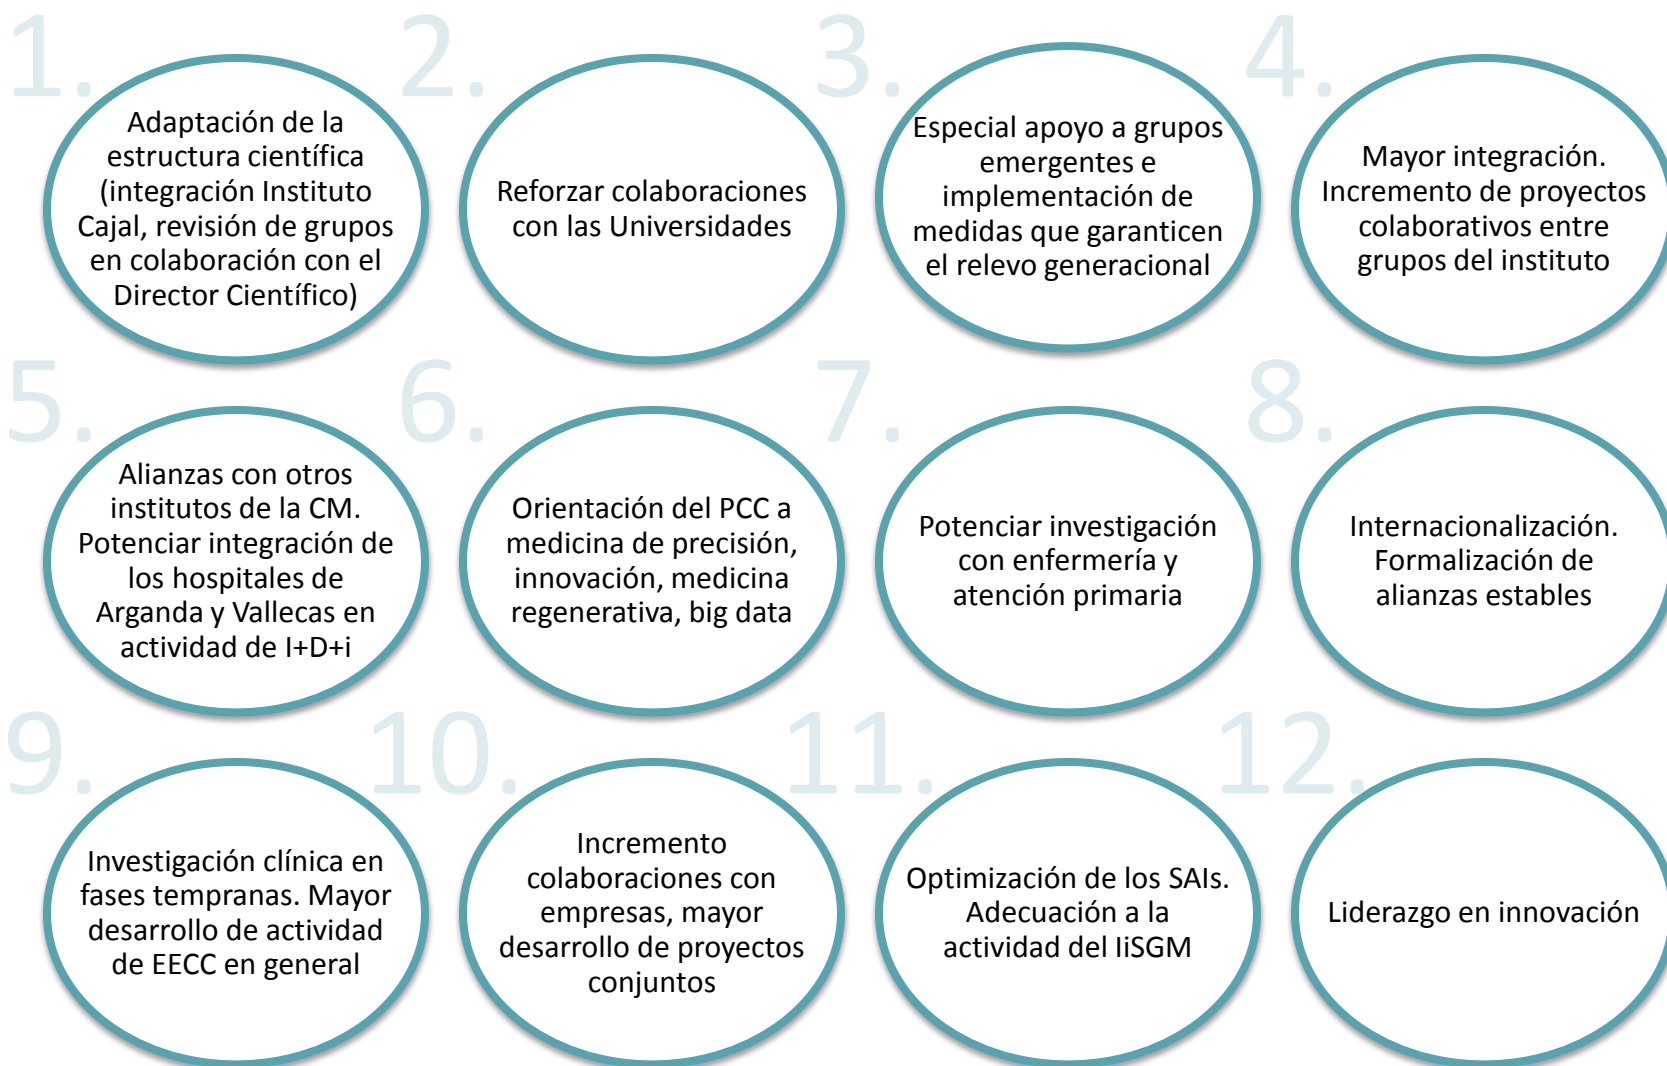 1.
Adaptación de la
estructura científica
(integración Instituto
Cajal, revisión de grupos
en colaboración con el
Director Científico)
2.
Reforzar colaboraciones
con las Universidades
3.
Especial apoyo a grupos
emergentes e
implementación de
medidas que garanticen
el relevo generacional
4.
Mayor integración.
Incremento de proyectos
colaborativos entre
grupos del instituto
5.
Alianzas con otros
institutos de la CM.
Potenciar integración de
los hospitales de
Arganda y Vallecas en
actividad de I+D+i
6.
Orientación del PCC a
medicina de precisión,
innovación, medicina
regenerativa, big data
7.
Potenciar investigación
con enfermería y
atención primaria
8.
Internacionalización.
Formalización de
alianzas estables
9.
Investigación clínica en
fases tempranas. Mayor
desarrollo de actividad
de EECC en general
10.
Incremento
colaboraciones con
empresas, mayor
desarrollo de proyectos
conjuntos
11.
Optimización de los SAIs.
Adecuación a la
actividad del IiSGM
12.
Liderazgo en innovación